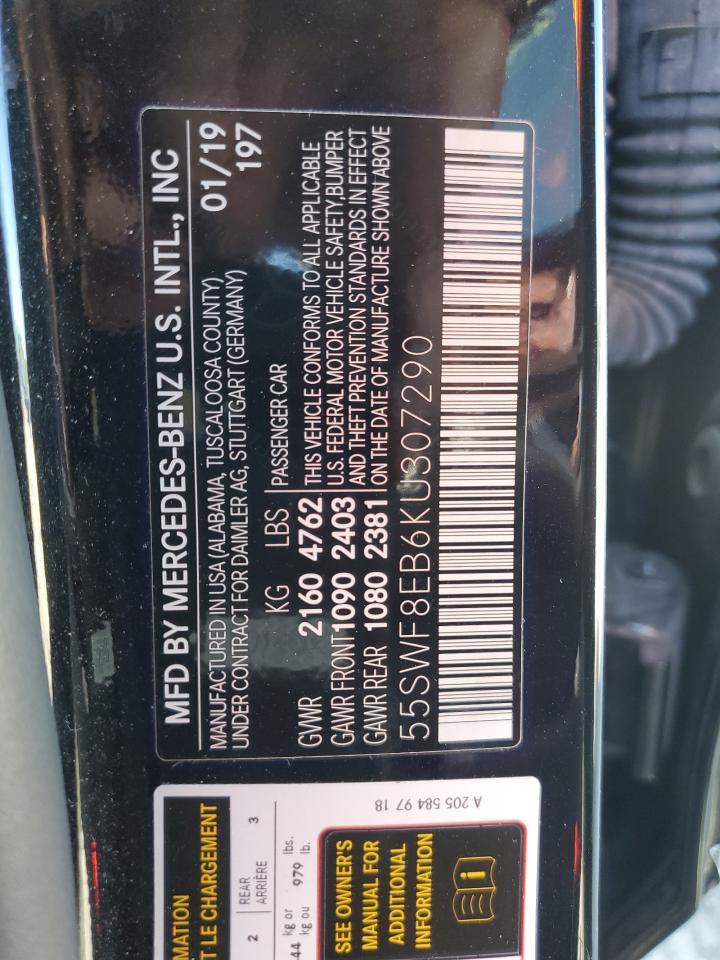 MFD BY MERCEDES-BENZ U.S. INTL., INC
MANUFACTURED IN USA (ALABAMA, TUSCALOOSA COUNTY) 01/19
UNDER CONTRACT FOR DAIMLER AG, STUTTGART (GERMANY) 197
KG LBS PASSENGER CAR
GVWR 2160 4762 THIS VEHICLE CONFORMS TO ALL APPLICABLE
GAWR FRONT 1090 2403 U.S. FEDERAL MOTOR VEHICLE SAFETY,BUMPER
GAWR REAR 1080 2381 AND THEFT PREVENTION STANDARDS IN EFFECT
ON THE DATE OF MANUFACTURE SHOWN ABOVE
55SWF8EB6KU307290
MATION
T LE CHARGEMENT
2 REAR 3
ARRIÈRE
44 kg or 979 lbs.
kg ou lb.
SEE OWNER'S
MANUAL FOR
ADDITIONAL
INFORMATION
i
A 205 584 97 18